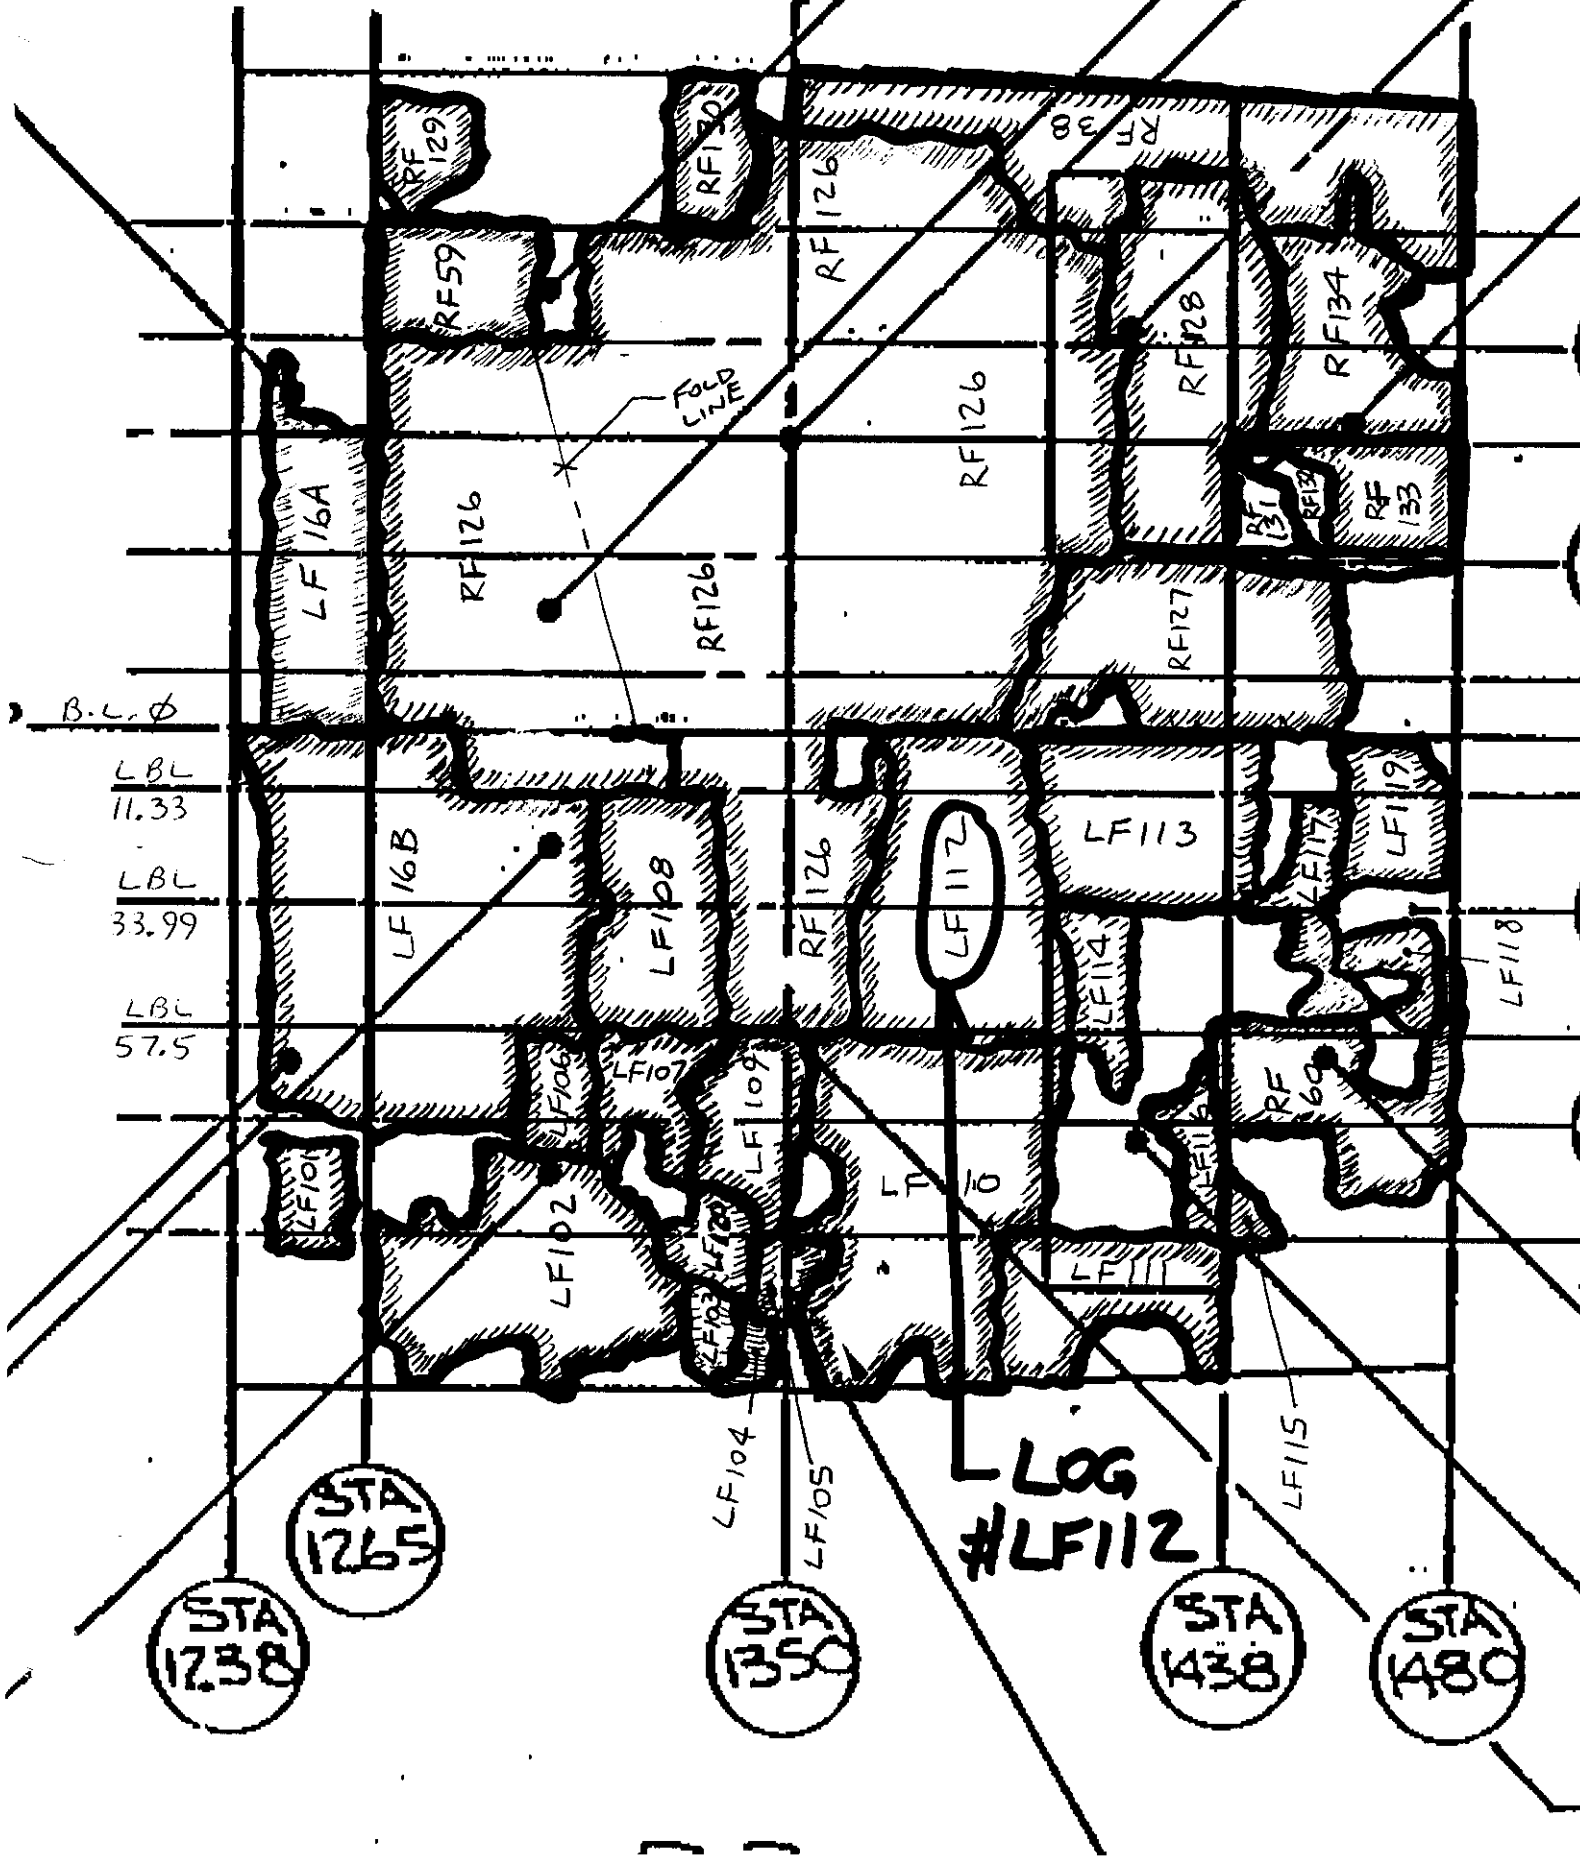 RF
129
RF130
RF 38
RF 126
RF59
RF128
RF134
FOLD
LINE
RF126
LF 16A
RF126
RF126
RF
131
RF132
RF
133
RF127
B.L. Ø
LBL
11.33
LBL
33.99
LBL
57.5
LF 16B
LF108
RF 126
LF 112
LF113
LF117
LF119
LF114
LF118
LF106
LF107
LF109
LF116
RF
60
LF101
LF102
LF120
LF103
LF111
LF104
LF105
LF115
LOG
#LF112
STA
1265
STA
1238
STA
1350
STA
1438
STA
1480